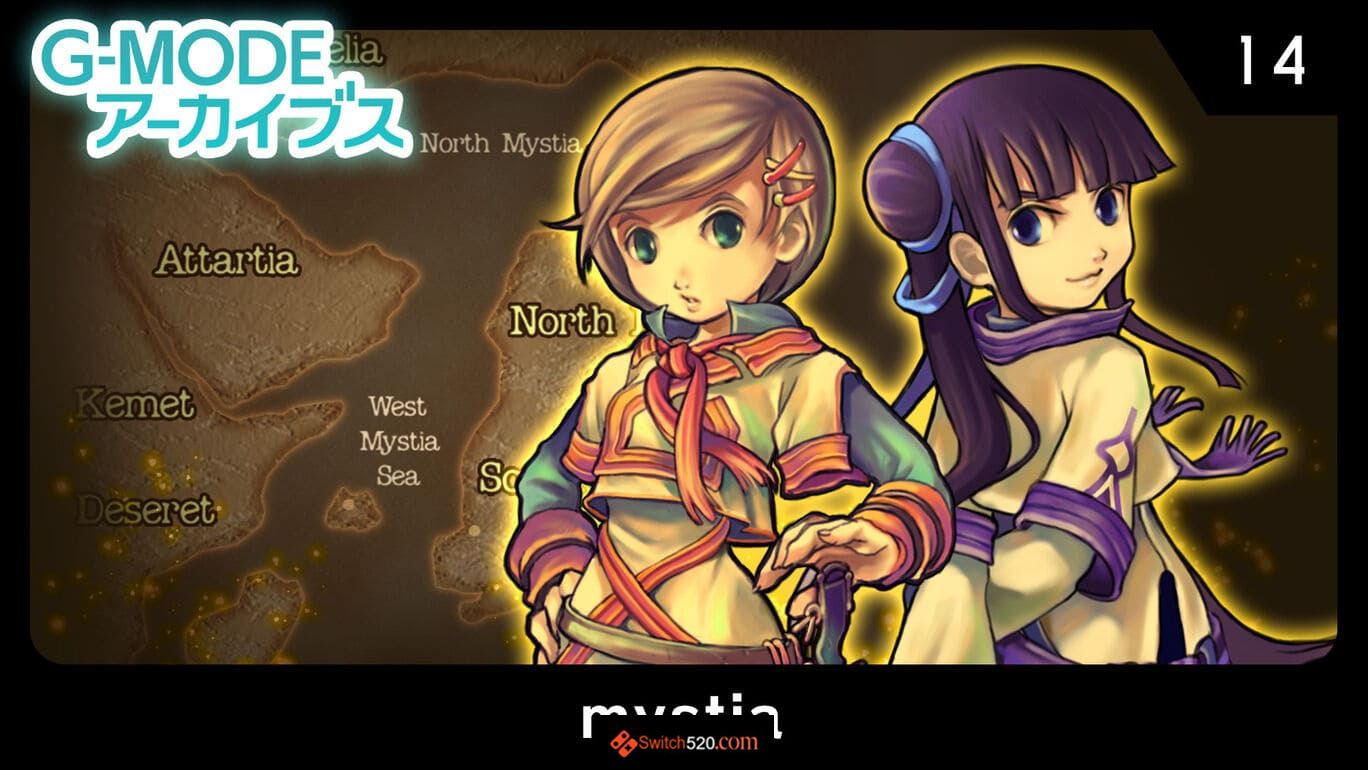 G-MODE
アーカイブス
14
elia
North Mystia
Attartia
North
Kemet
West
Mystia
Sea
So
Deseret
mystia
Switch520.com